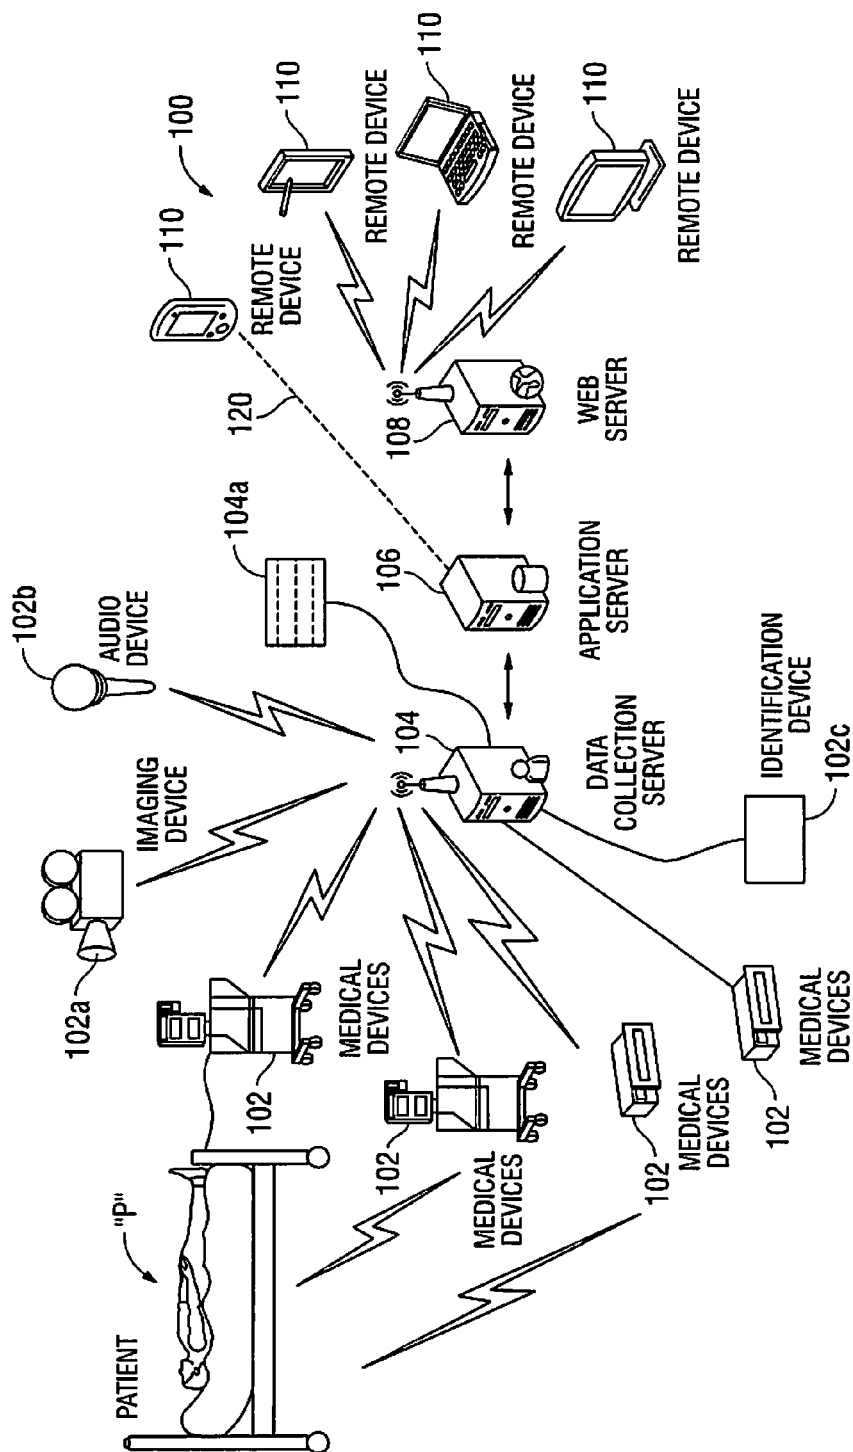 PATIENT
"P"
102a
IMAGING
DEVICE
102b
AUDIO
DEVICE
104a
120
110
REMOTE
DEVICE
100
110
REMOTE DEVICE
110
REMOTE DEVICE
110
REMOTE DEVICE
102
MEDICAL
DEVICES
102
MEDICAL
DEVICES
102
MEDICAL
DEVICES
102
MEDICAL
DEVICES
104
DATA
COLLECTION
SERVER
106
APPLICATION
SERVER
108
WEB
SERVER
IDENTIFICATION
DEVICE
102c